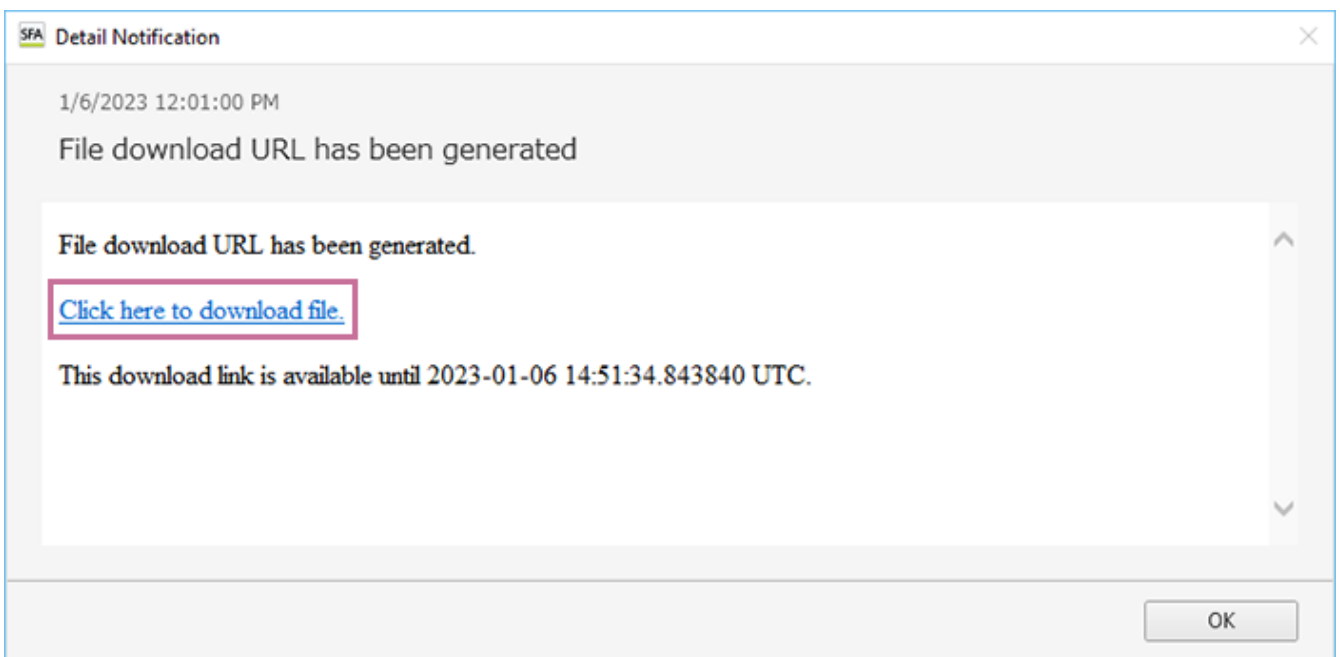 SFA Detail Notification
1/6/2023 12:01:00 PM
File download URL has been generated
File download URL has been generated.
Click here to download file.
This download link is available until 2023-01-06 14:51:34.843840 UTC.
OK